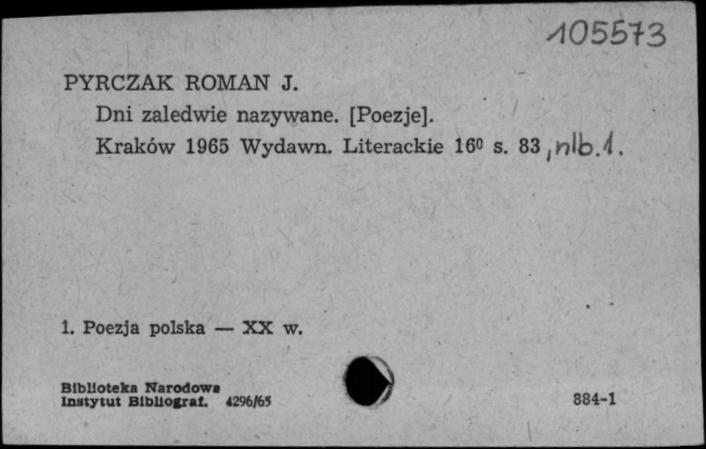 105573
PYRCZAK ROMAN J.
Dni zaledwie nazywane. [Poezje].
Kraków 1965 Wydawn. Literackie 16⁰ s. 83, nlb. 1.
1. Poezja polska — XX w.
Biblioteka Narodowa
Instytut Bibliograf. 4296/65
884-1